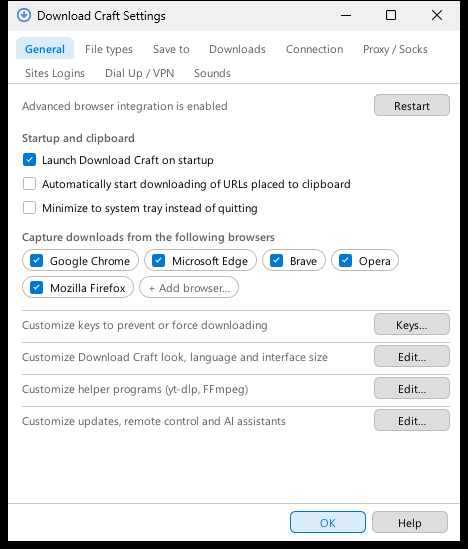 Download Craft Settings
General File types Save to Downloads Connection Proxy / Socks
Sites Logins Dial Up / VPN Sounds
Advanced browser integration is enabled Restart
Startup and clipboard
Launch Download Craft on startup
Automatically start downloading of URLs placed to clipboard
Minimize to system tray instead of quitting
Capture downloads from the following browsers
Google Chrome Microsoft Edge Brave Opera
Mozilla Firefox + Add browser...
Customize keys to prevent or force downloading Keys...
Customize Download Craft look, language and interface size Edit...
Customize helper programs (yt-dlp, FFmpeg) Edit...
Customize updates, remote control and AI assistants Edit...
OK Help